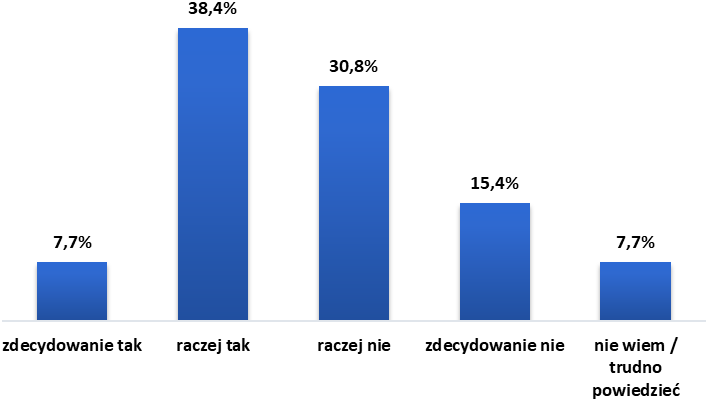 38,4%
30,8%
15,4%
7,7%
7,7%
zdecydowanie tak
raczej tak
raczej nie
zdecydowanie nie
nie wiem /
trudno
powiedzieć